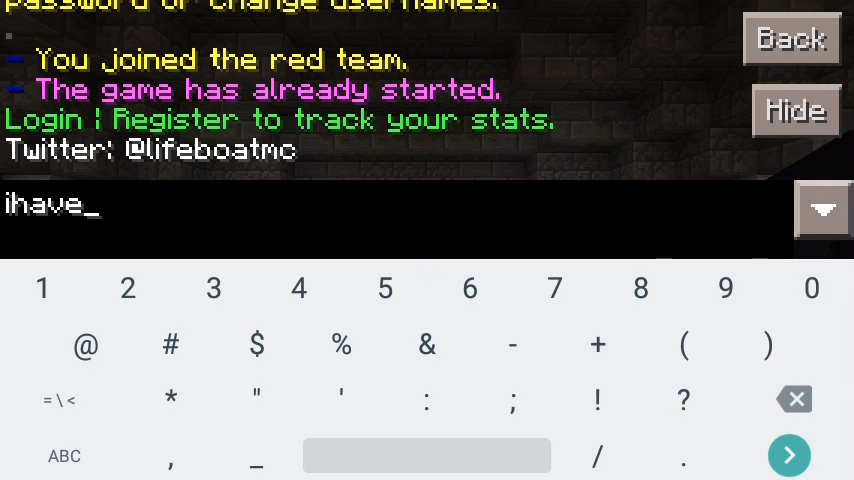 password or change usernames.
- You joined the red team.
- The game has already started.
Login | Register to track your stats.
Twitter: @lifeboatmc
Back
Hide
ihave_
1 2 3 4 5 6 7 8 9 0
@ # $ % & - + ( )
=\< * " ' : ; ! ?
ABC , _ / .